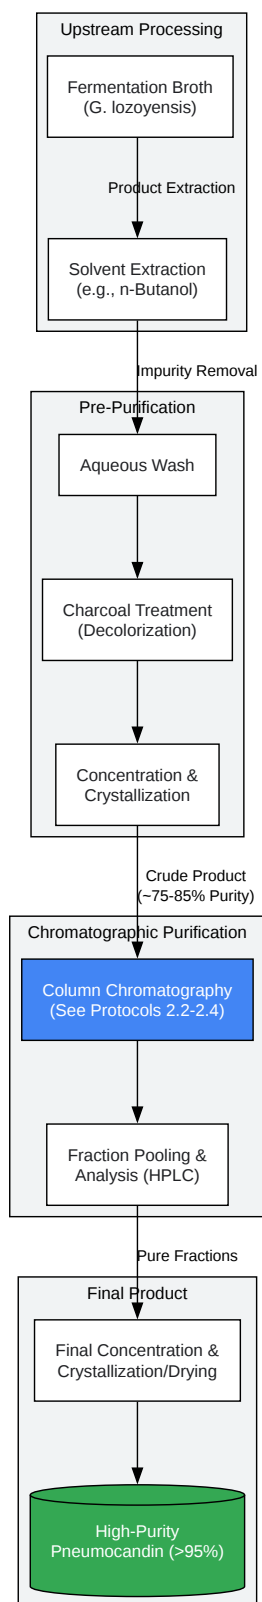 Upstream Processing
Fermentation Broth
(G. lozoyensis)
Product Extraction
Solvent Extraction
(e.g., n-Butanol)
Impurity Removal
Pre-Purification
Aqueous Wash
Charcoal Treatment
(Decolorization)
Concentration &
Crystallization
Crude Product
(~75-85% Purity)
Chromatographic Purification
Column Chromatography
(See Protocols 2.2-2.4)
Fraction Pooling &
Analysis (HPLC)
Pure Fractions
Final Product
Final Concentration &
Crystallization/Drying
High-Purity
Pneumocandin (>95%)